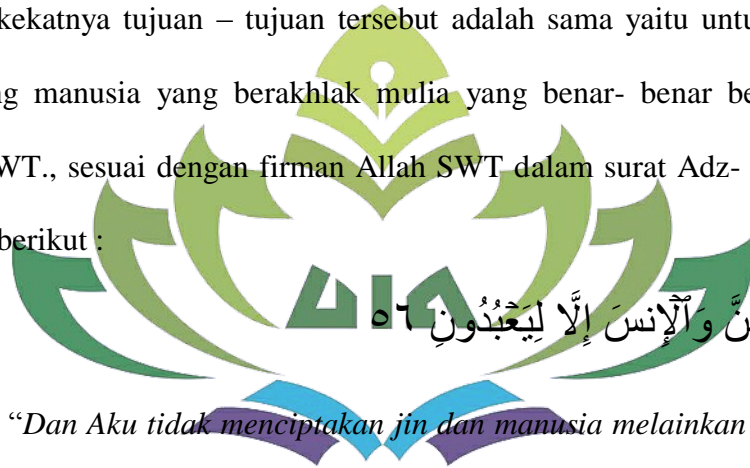 kekatnya tujuan – tujuan tersebut adalah sama yaitu untu
manusia yang berakhlak mulia yang benar- benar be
WT., sesuai dengan firman Allah SWT dalam surat Adz-
berikut :
وَٱلۡإِنسَ إِلَّا لِيَعۡبُدُونِ ٥٦
“Dan Aku tidak menciptakan jin dan manusia melainkan